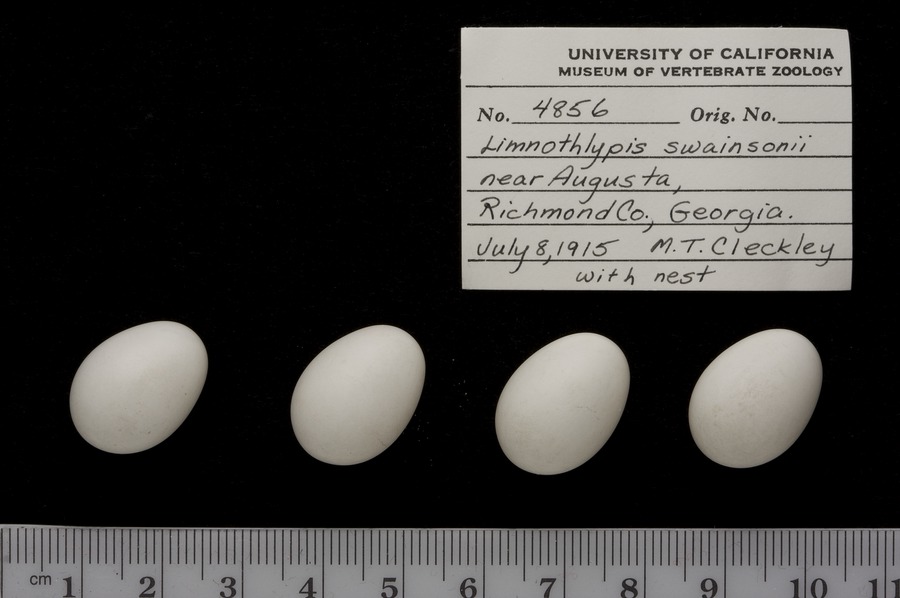 UNIVERSITY OF CALIFORNIA
MUSEUM OF VERTEBRATE ZOOLOGY
No. 4856 Orig. No.
Limnothlypis swainsonii
near Augusta,
Richmond Co., Georgia.
July 8, 1915 M.T. Cleckley
with nest
cm 1 2 3 4 5 6 7 8 9 10 11